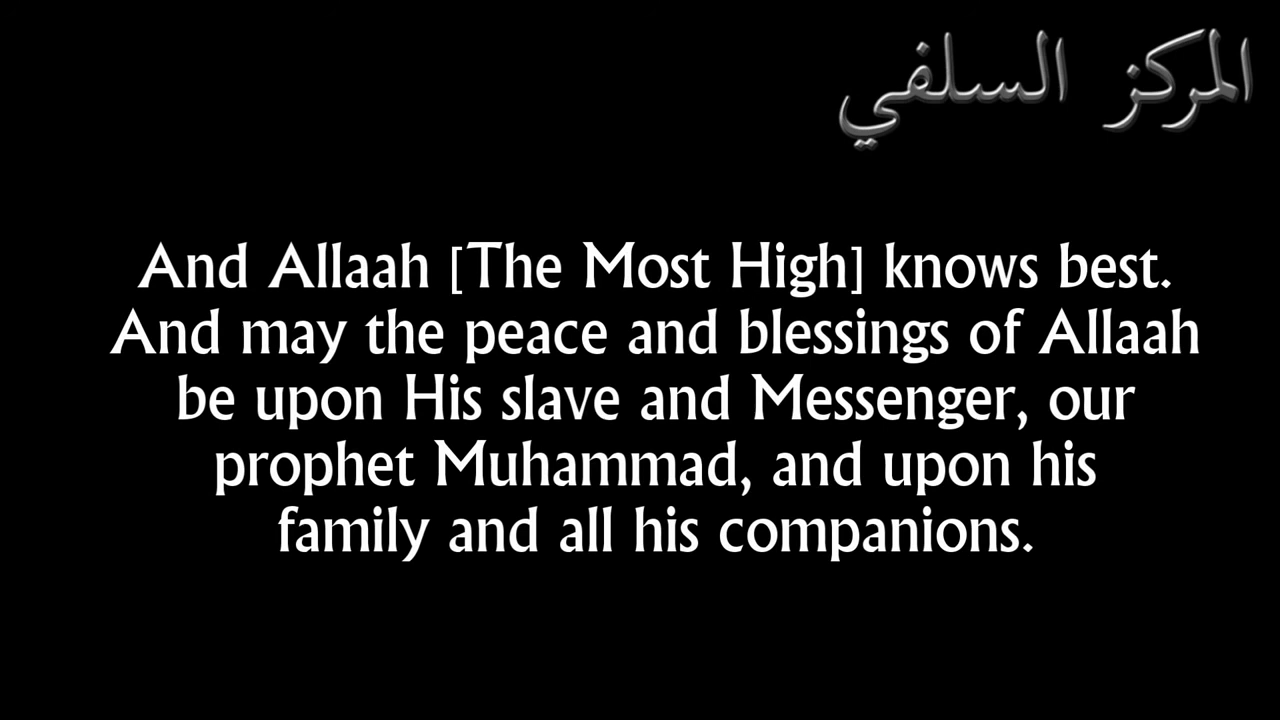 المركز السلفي
And Allaah [The Most High] knows best.
And may the peace and blessings of Allaah
be upon His slave and Messenger, our
prophet Muhammad, and upon his
family and all his companions.